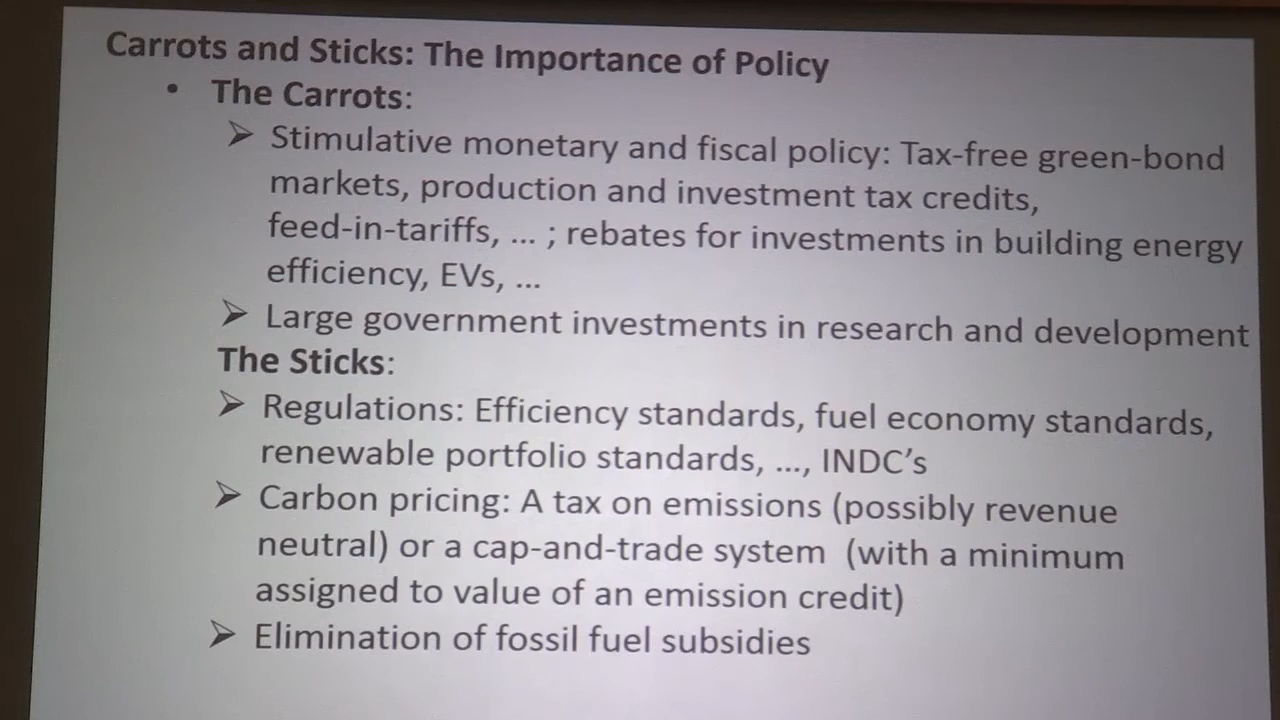 Carrots and Sticks: The Importance of Policy
• The Carrots:
➢ Stimulative monetary and fiscal policy: Tax-free green-bond
markets, production and investment tax credits,
feed-in-tariffs, ... ; rebates for investments in building energy
efficiency, EVs, ...
➢ Large government investments in research and development
The Sticks:
➢ Regulations: Efficiency standards, fuel economy standards,
renewable portfolio standards, ..., INDC’s
➢ Carbon pricing: A tax on emissions (possibly revenue
neutral) or a cap-and-trade system (with a minimum
assigned to value of an emission credit)
➢ Elimination of fossil fuel subsidies